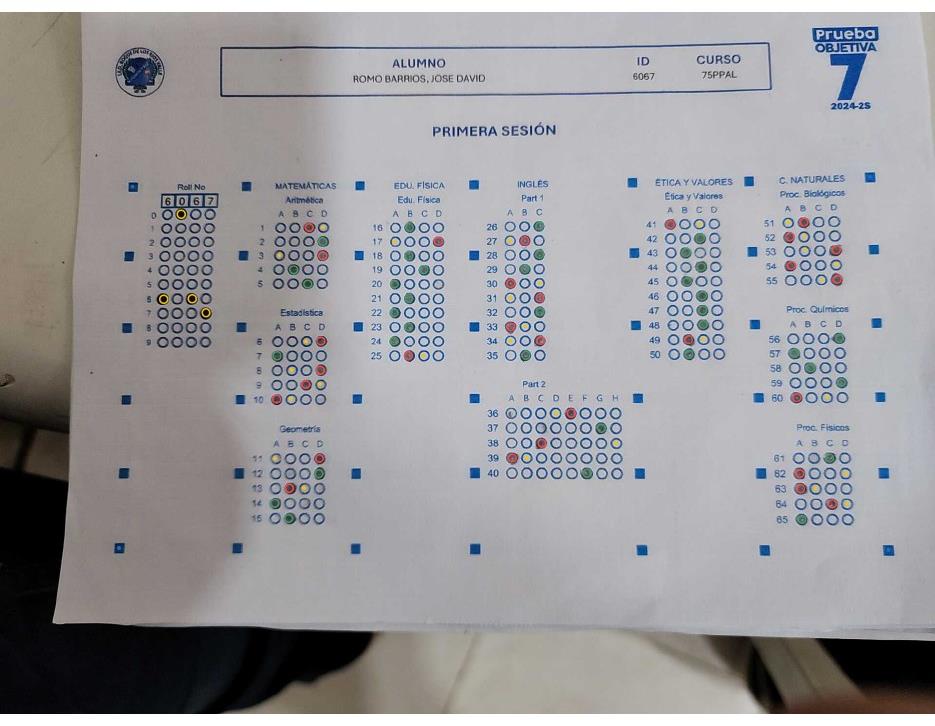 Prueba
OBJETIVA
7
2024-2S
ALUMNO ID CURSO
ROMO BARRIOS, JOSE DAVID 6067 75PPAL
PRIMERA SESIÓN
Roll No
6 0 6 7
0
1
2
3
4
5
6
7
8
9
MATEMÁTICAS
Aritmética
A B C D
1
2
3
4
5
Estadística
A B C D
6
7
8
9
10
Geometría
A B C D
11
12
13
14
15
EDU. FÍSICA
Edu. Física
A B C D
16
17
18
19
20
21
22
23
24
25
INGLÉS
Part 1
A B C
26
27
28
29
30
31
32
33
34
35
Part 2
A B C D E F G H
36
37
38
39
40
ÉTICA Y VALORES
Ética y Valores
A B C D
41
42
43
44
45
46
47
48
49
50
C. NATURALES
Proc. Biológicos
A B C D
51
52
53
54
55
Proc. Químicos
A B C D
56
57
58
59
60
Proc. Físicos
A B C D
61
62
63
64
65